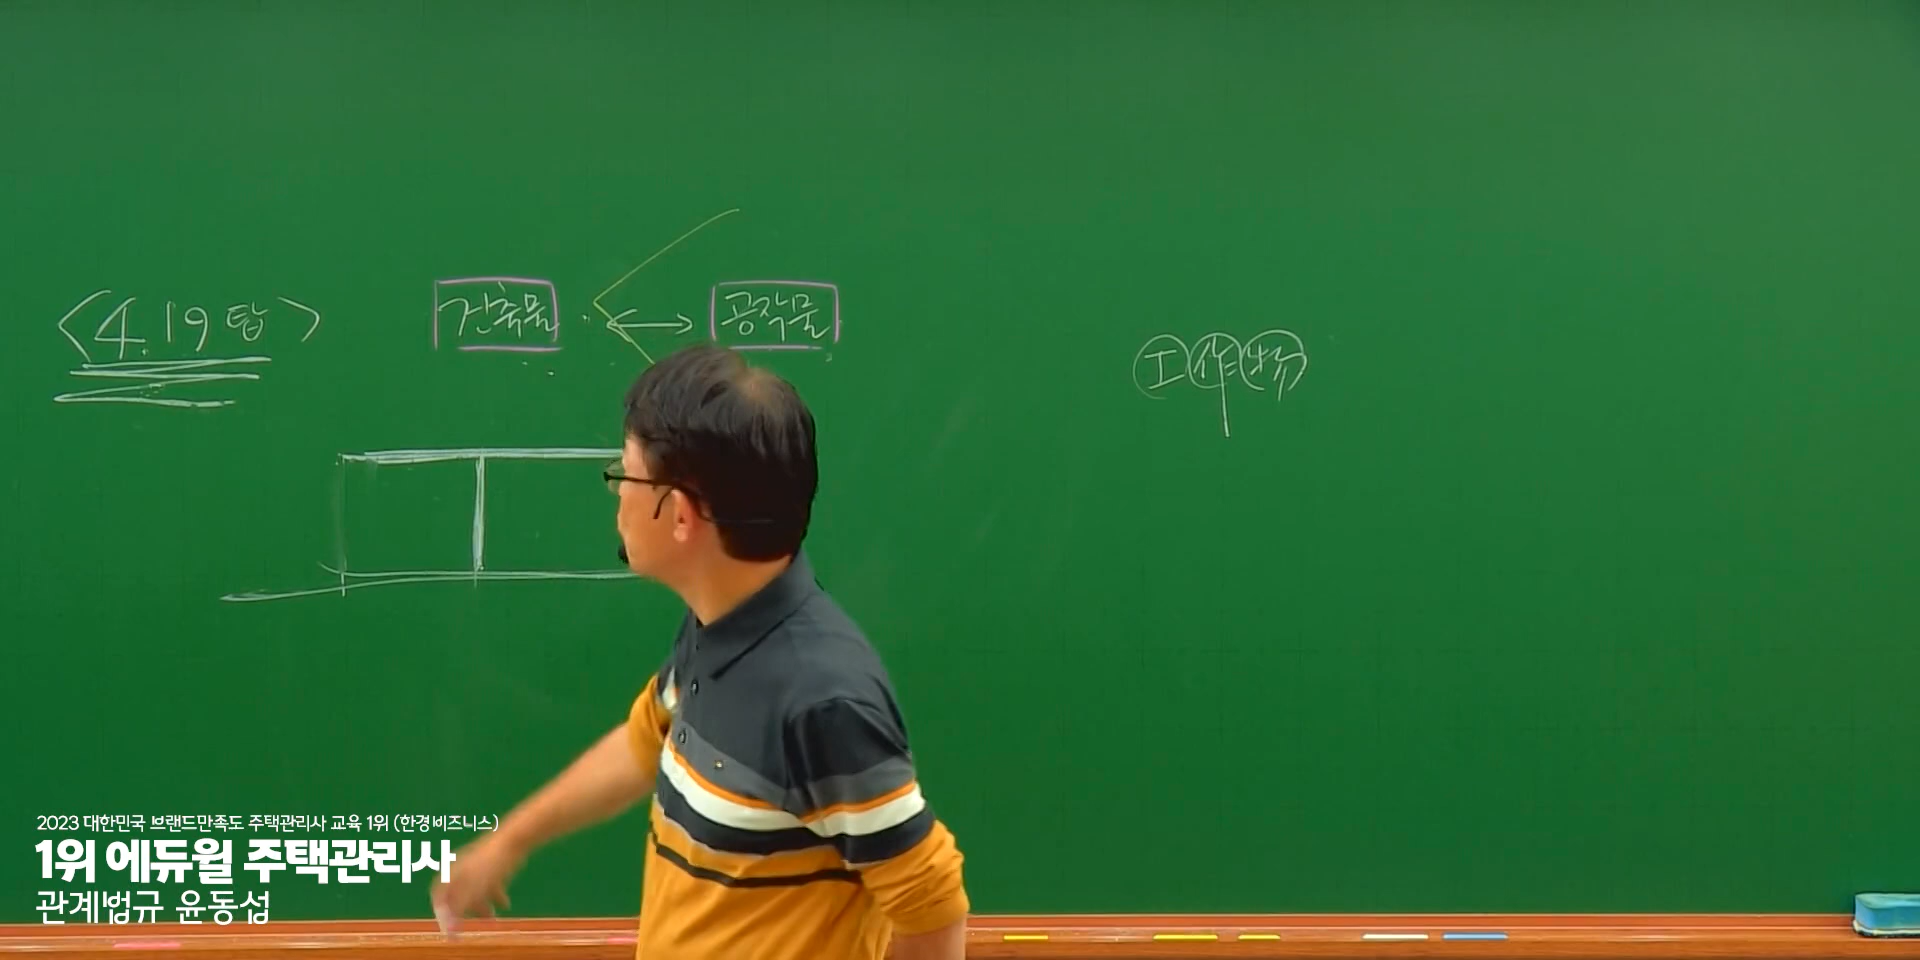 <4.19탑>
건축물 ↔ 공작물
工作物
2023 대한민국 브랜드만족도 주택관리사 교육 1위 (한경비즈니스)
1위 에듀윌 주택관리사
관계법규 윤동섭